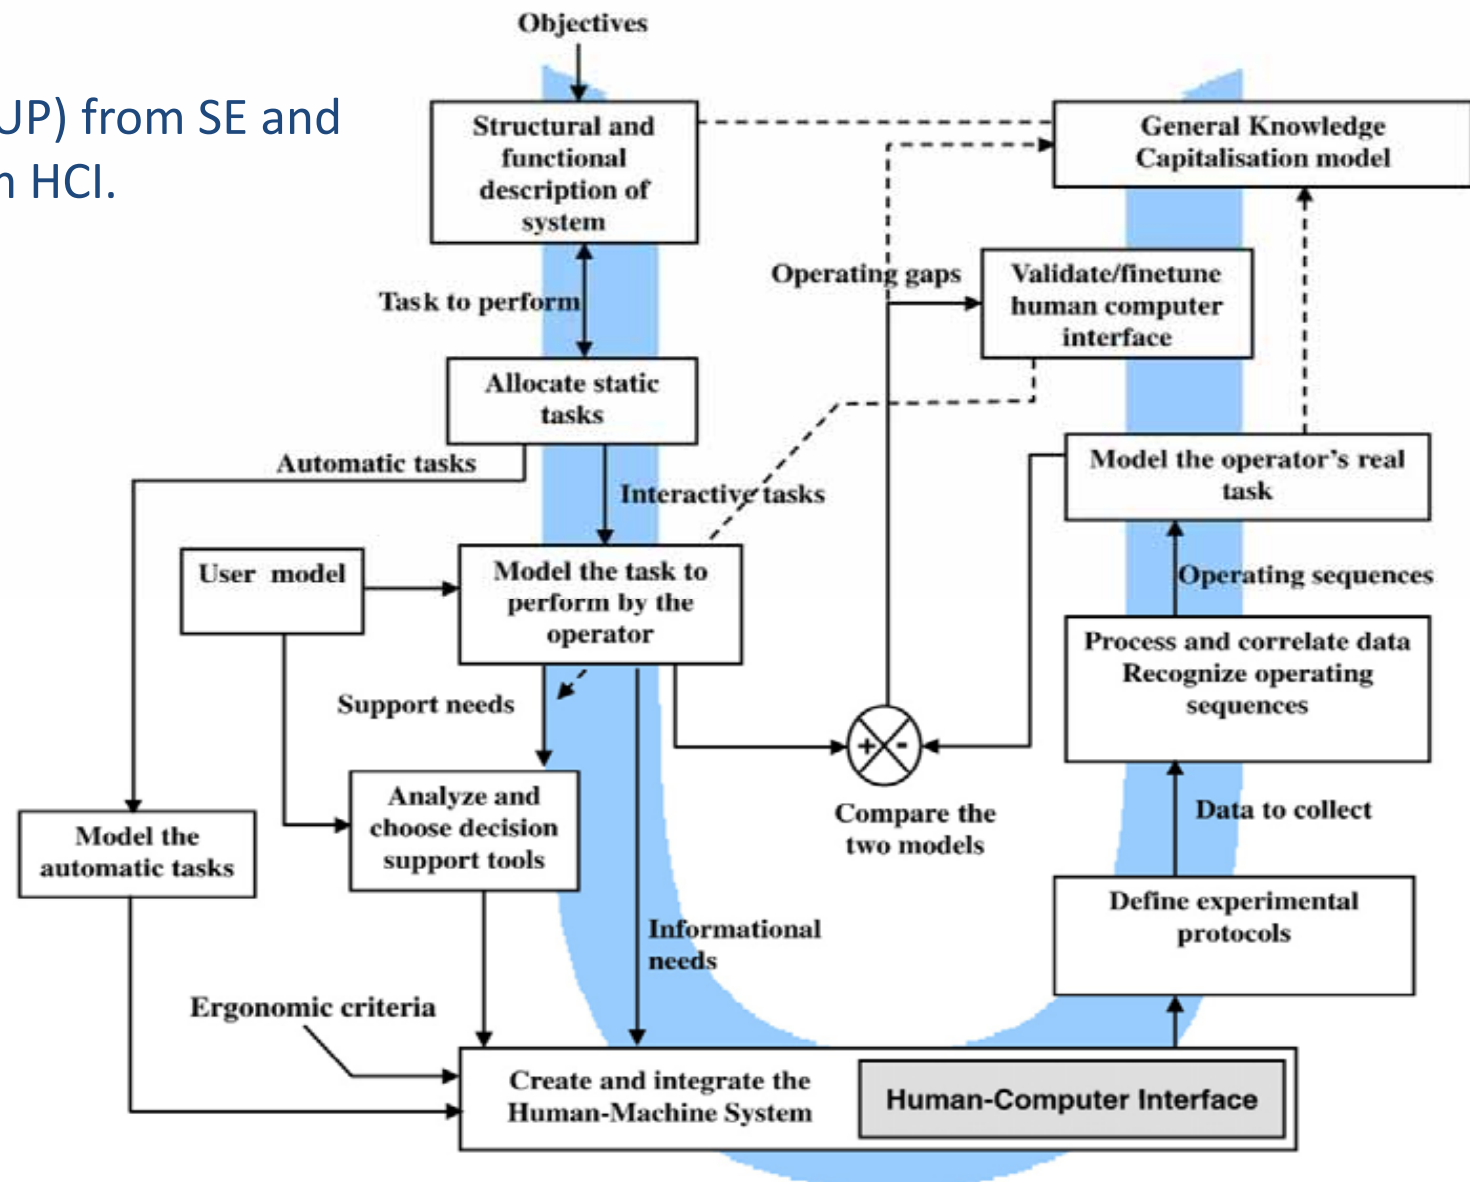 Objectives
UP) from SE and
HCI.
Structural and
functional
description of
system
General Knowledge
Capitalisation model
Operating gaps
Validate/finetune
human computer
interface
Task to perform
Allocate static
tasks
Automatic tasks
Interactive tasks
Model the operator's real
task
User model
Model the task to
perform by the
operator
Operating sequences
Process and correlate data
Recognize operating
sequences
Support needs
+ -
Compare the
two models
Data to collect
Analyze and
choose decision
support tools
Model the
automatic tasks
Define experimental
protocols
Informational
needs
Ergonomic criteria
Create and integrate the
Human-Machine System
Human-Computer Interface